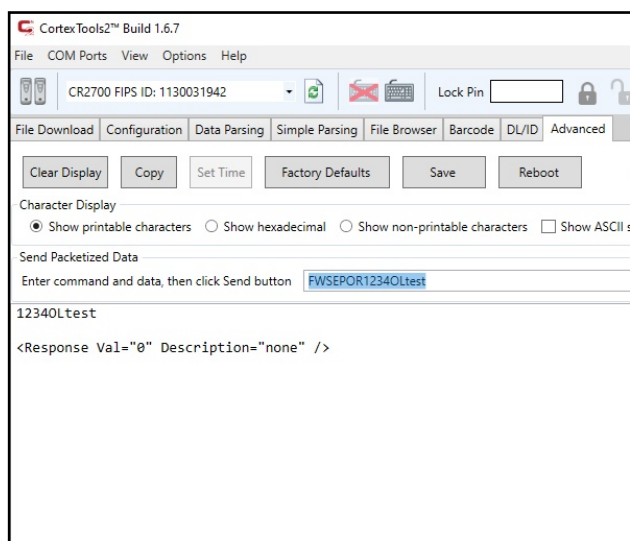 CortexTools2™ Build 1.6.7
File COM Ports View Options Help
CR2700 FIPS ID: 1130031942 Lock Pin
File Download Configuration Data Parsing Simple Parsing File Browser Barcode DL/ID Advanced
Clear Display Copy Set Time Factory Defaults Save Reboot
Character Display
Show printable characters Show hexadecimal Show non-printable characters Show ASCII s
Send Packetized Data
Enter command and data, then click Send button FWSEPOR1234OLtest
1234OLtest
<Response Val="0" Description="none" />